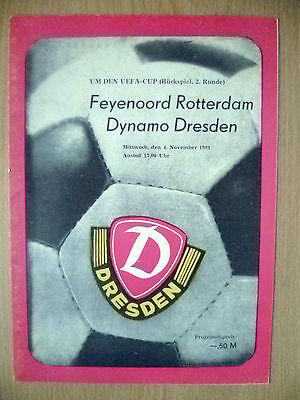 UM DEN UEFA-CUP (Rückspiel, 2. Runde)
Feyenoord Rotterdam
Dynamo Dresden
Mittwoch, den 4. November 1981
Anstoß 17.00 Uhr
D
DRESDEN
Programmpreis
—,60 M